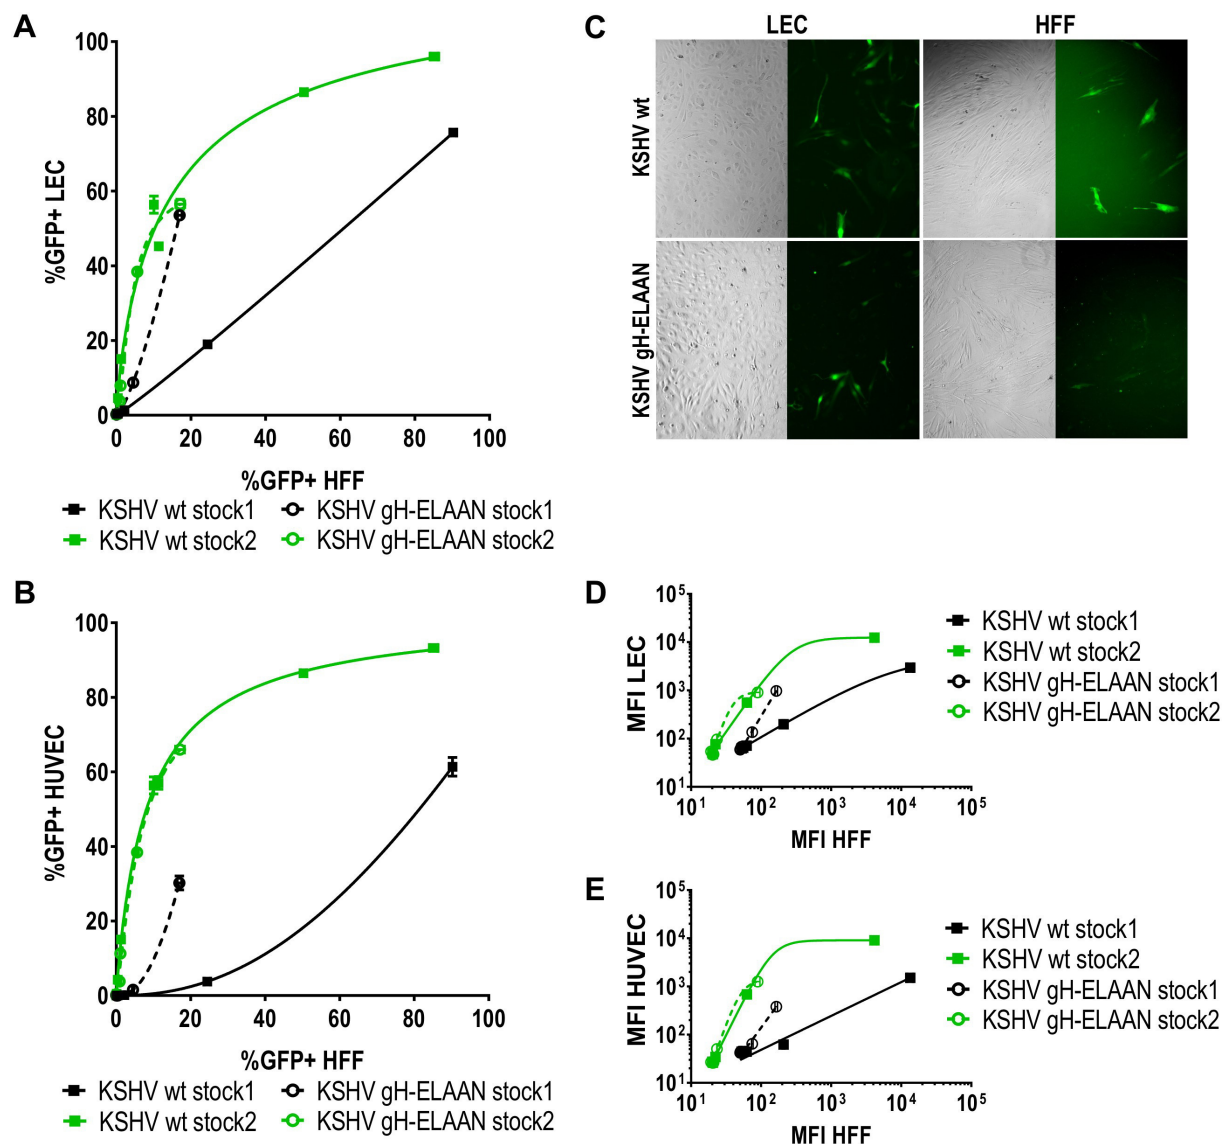 A
100
80
60
40
20
0
%GFP+ LEC
0 20 40 60 80 100
%GFP+ HFF
KSHV wt stock1
KSHV gH-ELAAN stock1
KSHV wt stock2
KSHV gH-ELAAN stock2
B
100
80
60
40
20
0
%GFP+ HUVEC
0 20 40 60 80 100
%GFP+ HFF
KSHV wt stock1
KSHV gH-ELAAN stock1
KSHV wt stock2
KSHV gH-ELAAN stock2
C
LEC
HFF
KSHV wt
KSHV gH-ELAAN
D
10⁵
10⁴
10³
10²
10¹
MFI LEC
10¹ 10² 10³ 10⁴ 10⁵
MFI HFF
KSHV wt stock1
KSHV wt stock2
KSHV gH-ELAAN stock1
KSHV gH-ELAAN stock2
E
10⁵
10⁴
10³
10²
10¹
MFI HUVEC
10¹ 10² 10³ 10⁴ 10⁵
MFI HFF
KSHV wt stock1
KSHV wt stock2
KSHV gH-ELAAN stock1
KSHV gH-ELAAN stock2